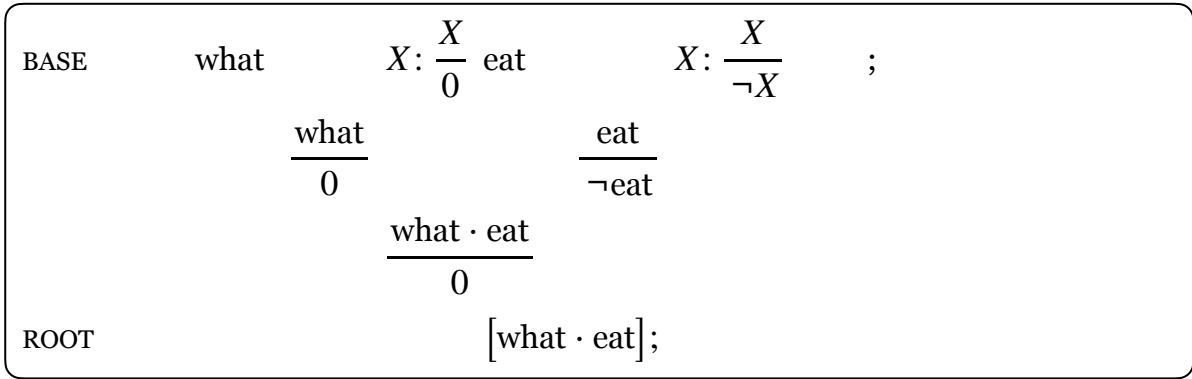 BASE what X: X/0 eat X: X/¬X ;
what/0 eat/¬eat
what · eat/0
ROOT [what · eat];